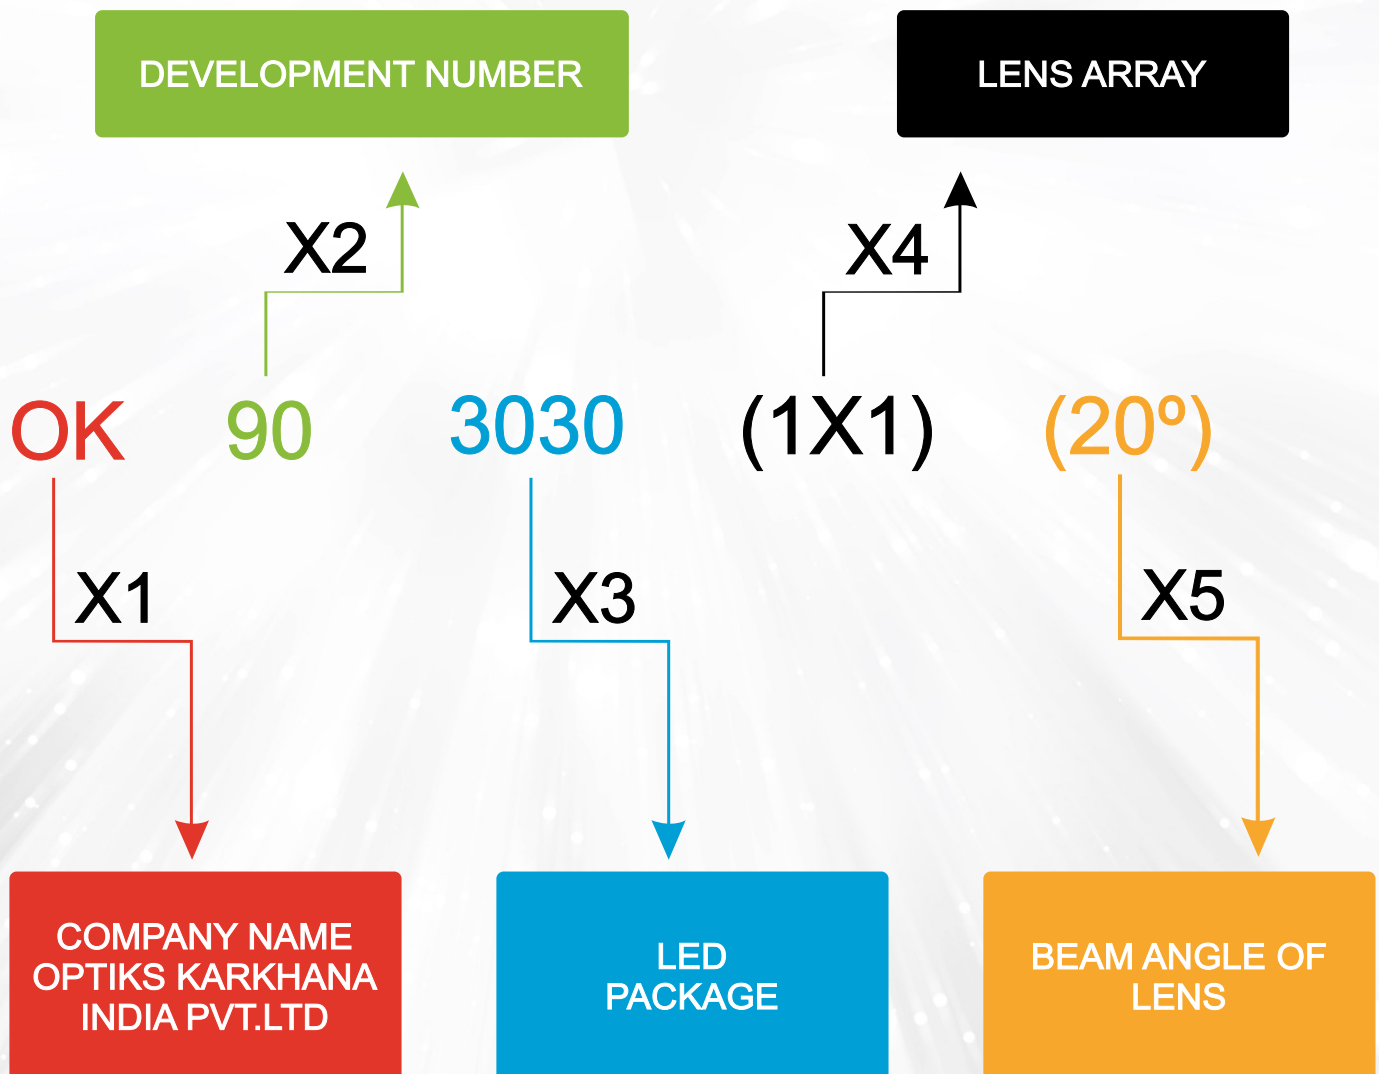 DEVELOPMENT NUMBER
LENS ARRAY
X2
X4
OK 90 3030 (1X1) (20º)
X1
X3
X5
COMPANY NAME
OPTIKS KARKHANA
INDIA PVT.LTD
LED
PACKAGE
BEAM ANGLE OF
LENS